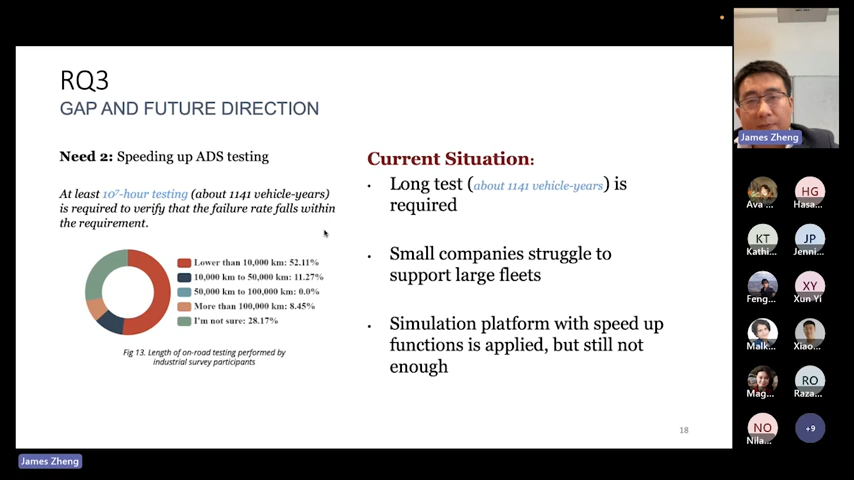 RQ3
GAP AND FUTURE DIRECTION
Need 2: Speeding up ADS testing
At least 10⁷-hour testing (about 1141 vehicle-years)
is required to verify that the failure rate falls within
the requirement.
Lower than 10,000 km: 52.11%
10,000 km to 50,000 km: 11.27%
50,000 km to 100,000 km: 0.0%
More than 100,000 km: 8.45%
I'm not sure: 28.17%
Fig 13. Length of on-road testing performed by
industrial survey participants
Current Situation:
• Long test (about 1141 vehicle-years) is
required
• Small companies struggle to
support large fleets
• Simulation platform with speed up
functions is applied, but still not
enough
18
James Zheng
James Zheng
Ava ...
HG
Hasa...
KT
Kathi...
JP
Jenni...
Feng...
XY
Xun Yi
Malk...
Xiao...
Mag...
RO
Raza...
NO
Nila...
+9